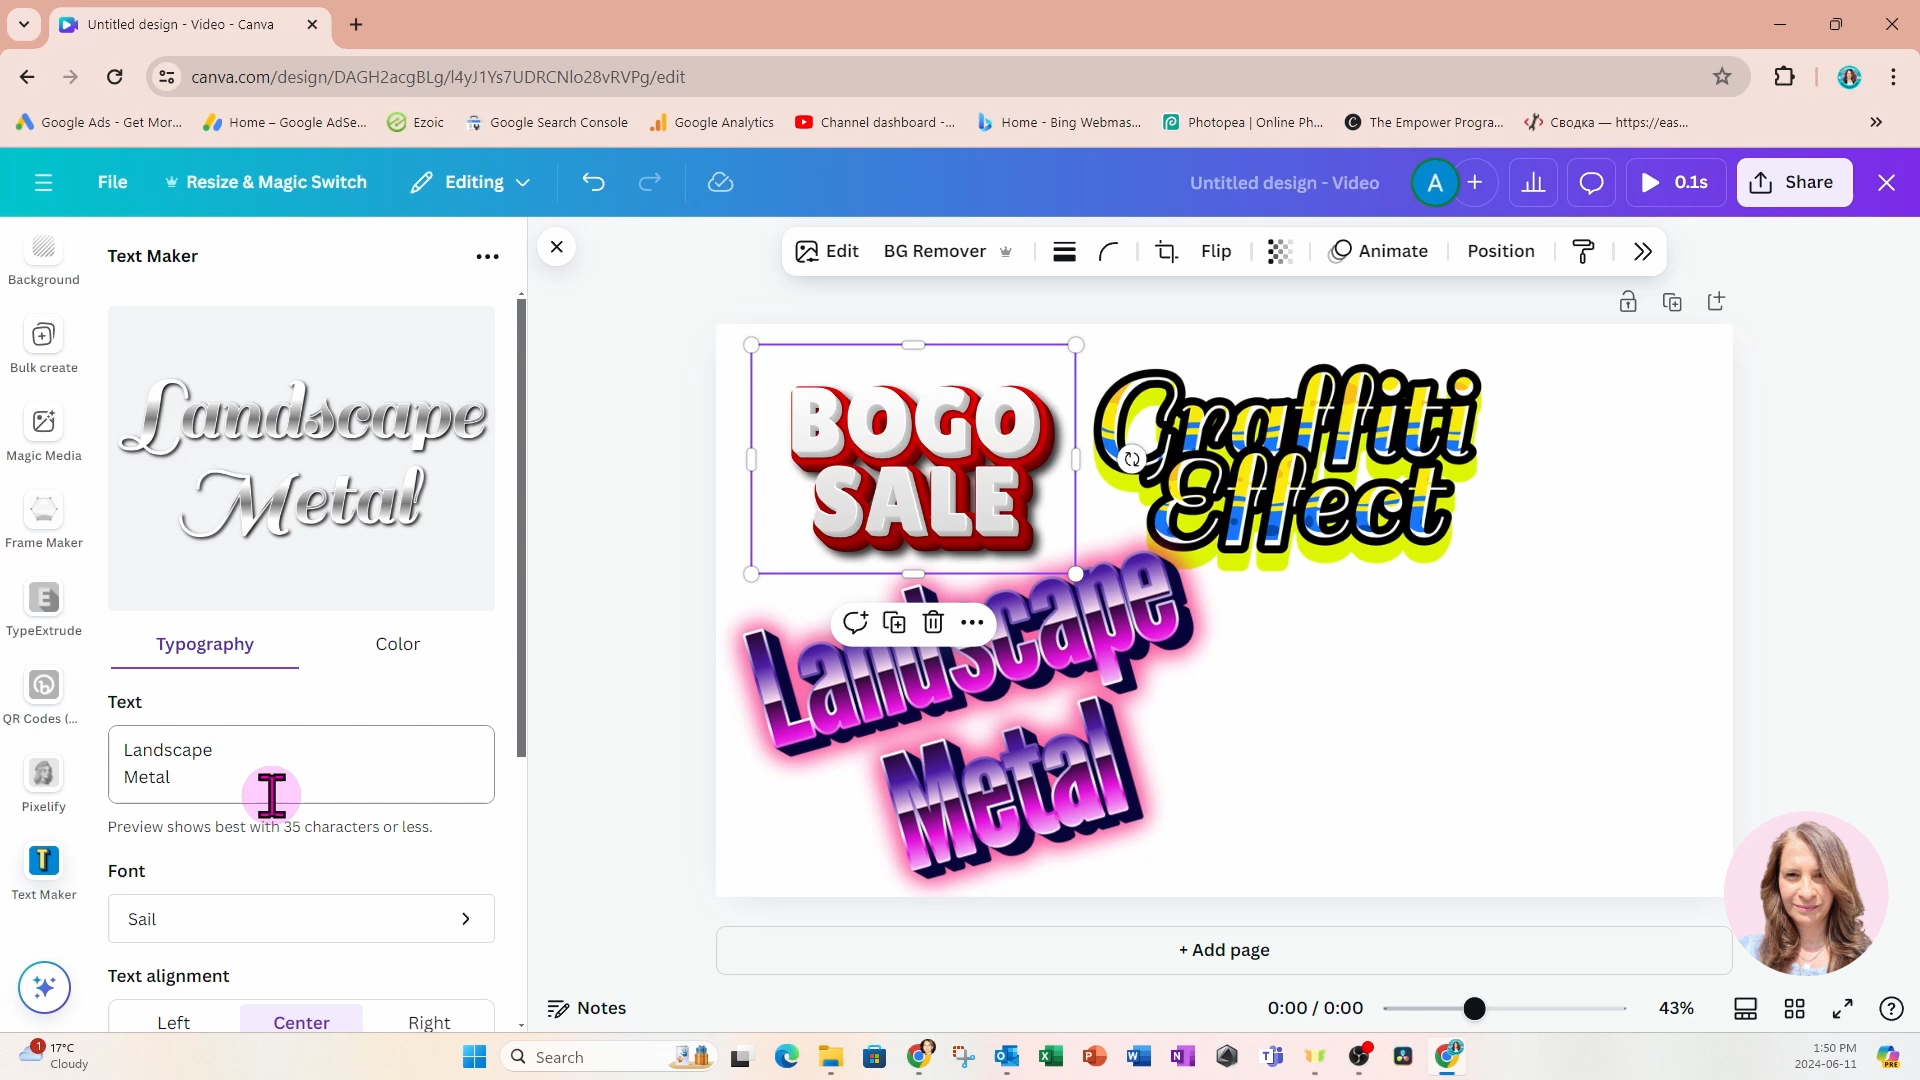 Untitled design - Video - Canva
canva.com/design/DAGH2acgBLg/l4yJ1Ys7UDRCNlo28vRVPg/edit
Google Ads - Get Mor...
Home – Google AdSe...
Ezoic
Google Search Console
Google Analytics
Channel dashboard -...
Home - Bing Webmas...
Photopea | Online Ph...
The Empower Progra...
Сводка — https://eas...
File
Resize & Magic Switch
Editing
Untitled design - Video
A
0.1s
Share
Background
Bulk create
Magic Media
Frame Maker
TypeExtrude
QR Codes (...
Pixelify
Text Maker
Text Maker
Landscape
Metal
Typography
Color
Text
Landscape
Metal
Preview shows best with 35 characters or less.
Font
Sail
Text alignment
Left
Center
Right
Edit
BG Remover
Flip
Animate
Position
BOGO
SALE
Graffiti
Effect
Landscape
Metal
+ Add page
Notes
0:00 / 0:00
43%
1
17°C
Cloudy
Search
1:50 PM
2024-06-11